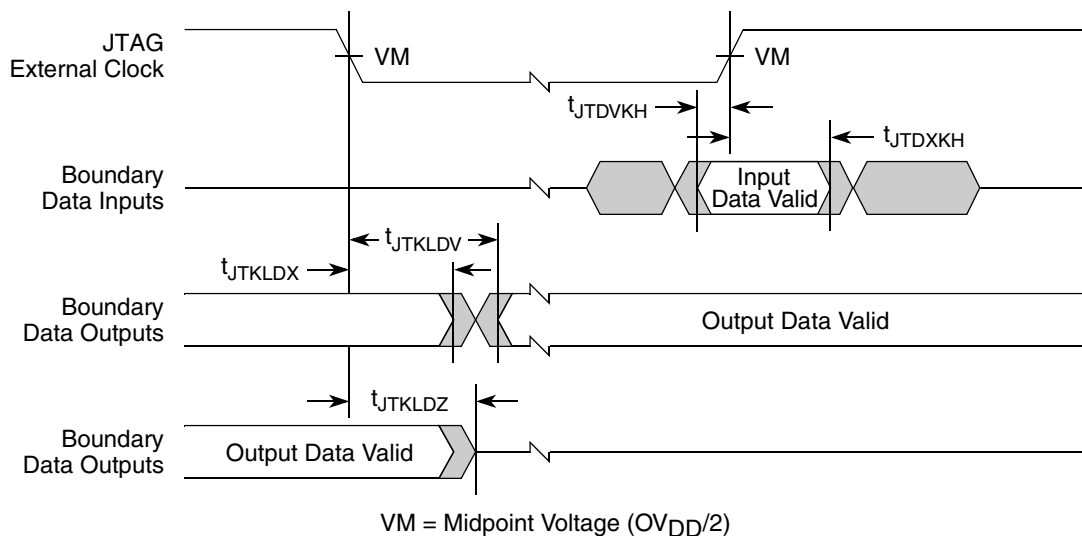 JTAG
External Clock
VM
VM
tJTDVKH
tJTDXKH
Boundary
Data Inputs
Input
Data Valid
tJTKLDV
tJTKLDX
Boundary
Data Outputs
Output Data Valid
tJTKLDZ
Boundary
Data Outputs
Output Data Valid
VM = Midpoint Voltage (OVDD/2)